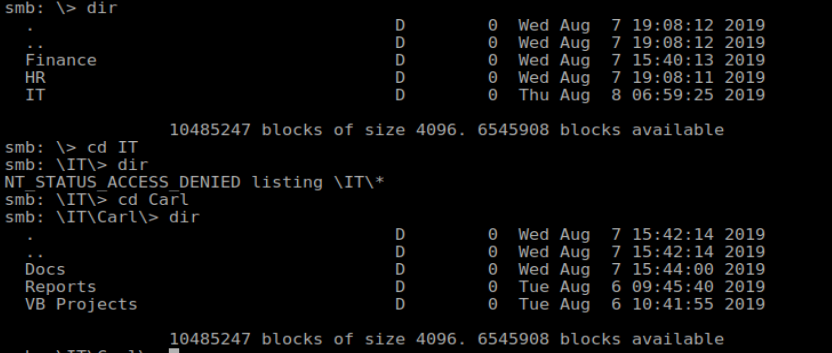 smb: \> dir
. D 0 Wed Aug 7 19:08:12 2019
.. D 0 Wed Aug 7 19:08:12 2019
Finance D 0 Wed Aug 7 15:40:13 2019
HR D 0 Wed Aug 7 19:08:11 2019
IT D 0 Thu Aug 8 06:59:25 2019
10485247 blocks of size 4096. 6545908 blocks available
smb: \> cd IT
smb: \IT\> dir
NT_STATUS_ACCESS_DENIED listing \IT\*
smb: \IT\> cd Carl
smb: \IT\Carl\> dir
. D 0 Wed Aug 7 15:42:14 2019
.. D 0 Wed Aug 7 15:42:14 2019
Docs D 0 Wed Aug 7 15:44:00 2019
Reports D 0 Tue Aug 6 09:45:40 2019
VB Projects D 0 Tue Aug 6 10:41:55 2019
10485247 blocks of size 4096. 6545908 blocks available